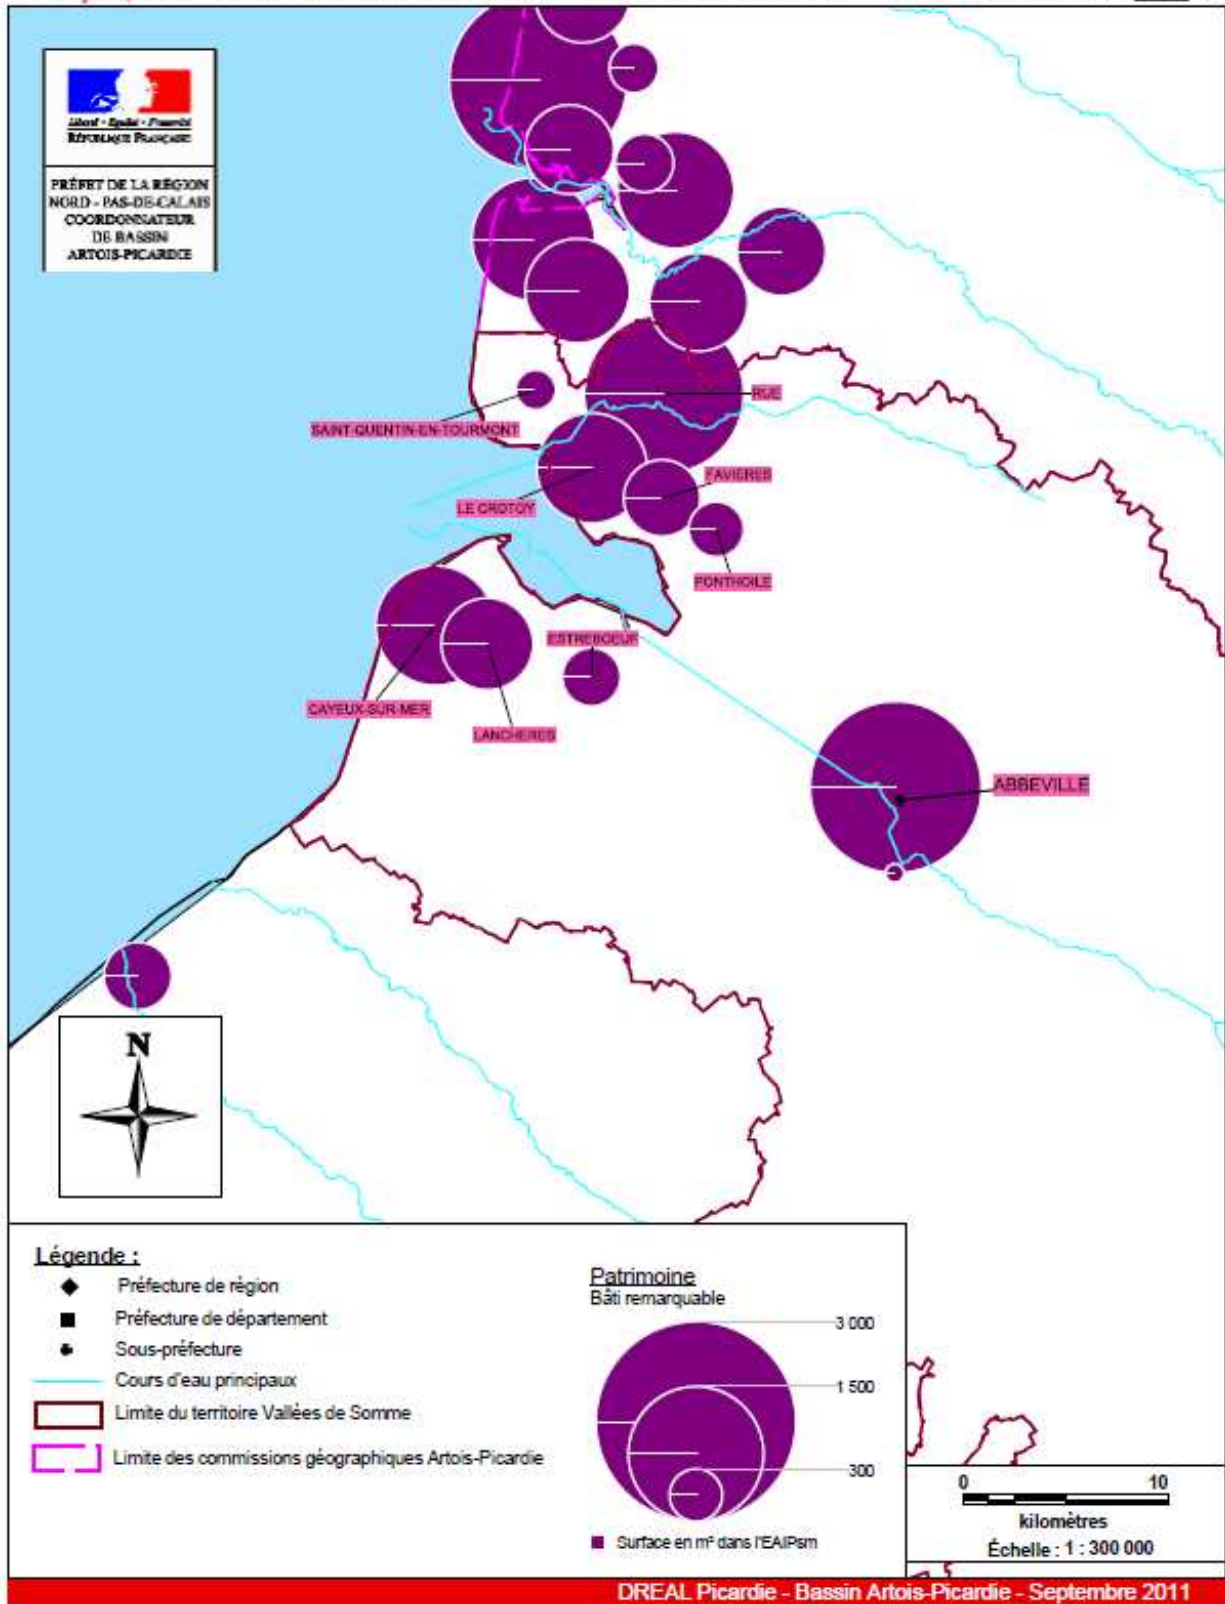 Liberté • Égalité • Fraternité
RÉPUBLIQUE FRANÇAISE
PRÉFET DE LA RÉGION
NORD - PAS-DE-CALAIS
COORDONNATEUR
DE BASSIN
ARTOIS-PICARDIE
RUE
SAINT-QUENTIN-EN-TOURMONT
FAVIÈRES
LE CROTOY
PONTHOILE
ESTREBOEUF
CAYEUX-SUR-MER
LANCHERES
ABBEVILLE
N
Légende :
Préfecture de région
Préfecture de département
Sous-préfecture
Cours d'eau principaux
Limite du territoire Vallées de Somme
Limite des commissions géographiques Artois-Picardie
Patrimoine
Bâti remarquable
3 000
1 500
300
Surface en m² dans l'EAIPsm
0 10
kilomètres
Échelle : 1 : 300 000
DREAL Picardie - Bassin Artois-Picardie - Septembre 2011